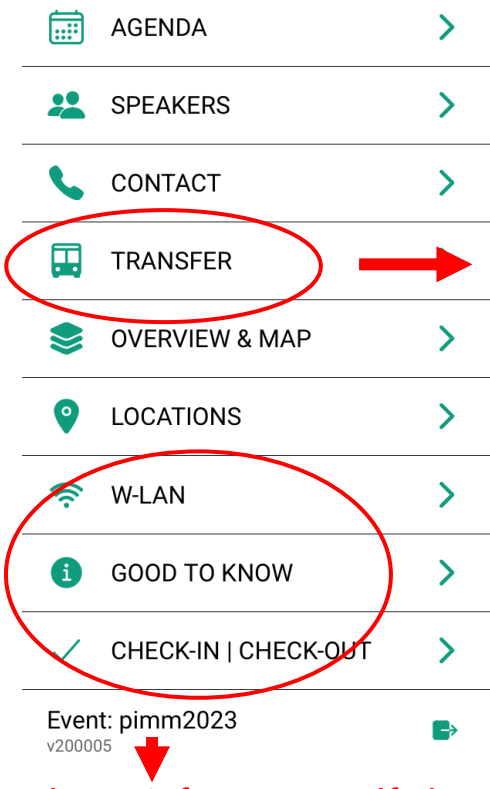 AGENDA
SPEAKERS
CONTACT
TRANSFER
OVERVIEW & MAP
LOCATIONS
W-LAN
GOOD TO KNOW
CHECK-IN | CHECK-OUT
Event: pimm2023
v200005